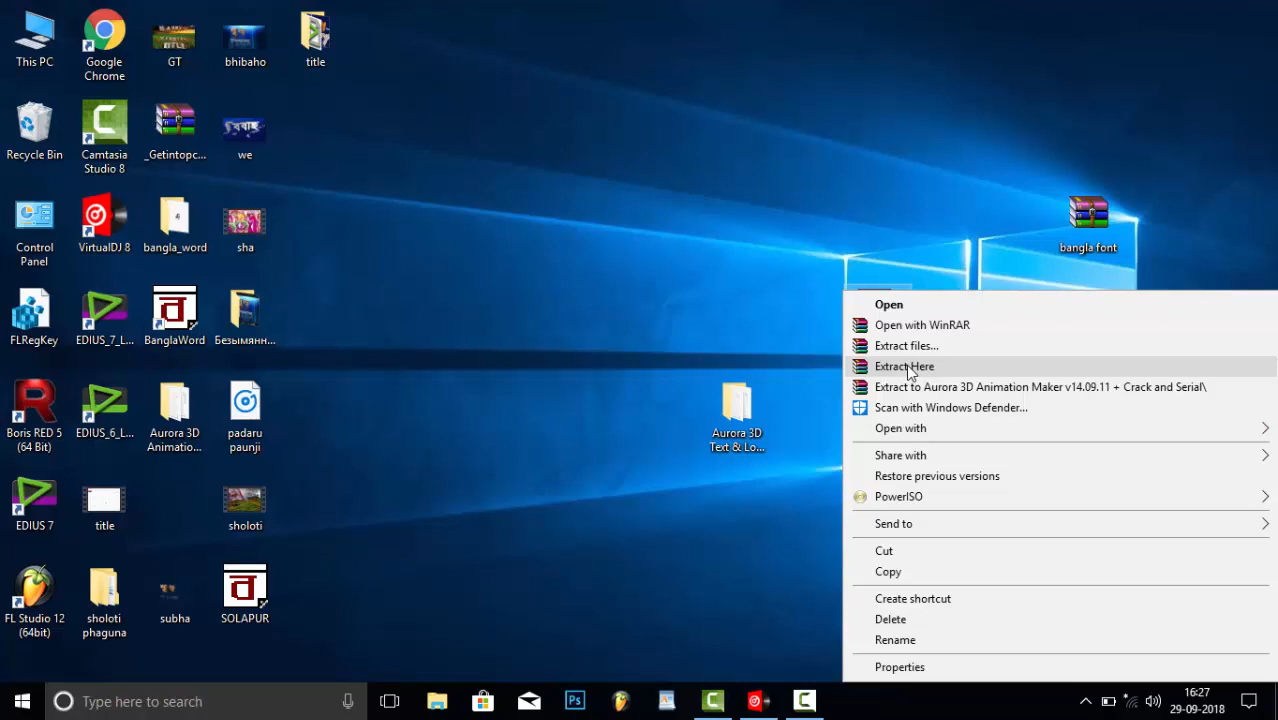 This PC
Google
Chrome
GT
bhibaho
title
Recycle Bin
Camtasia
Studio 8
_Getintopc...
বিবাহ
we
Control
Panel
VirtualDJ 8
bangla_word
sha
bangla font
FLRegKey
EDIUS_7_L...
BanglaWord
Безымянн...
Boris RED 5
(64 Bit)
EDIUS_6_L...
Aurora 3D
Animatio...
padaru
paunji
Aurora 3D
Text & Lo...
EDIUS 7
title
sholoti
FL Studio 12
(64bit)
sholoti
phaguna
subha
SOLAPUR
Open
Open with WinRAR
Extract files...
Extract Here
Extract to Aurora 3D Animation Maker v14.09.11 + Crack and Serial\
Scan with Windows Defender...
Open with
Share with
Restore previous versions
PowerISO
Send to
Cut
Copy
Create shortcut
Delete
Rename
Properties
Type here to search
Ps
16:27
29-09-2018